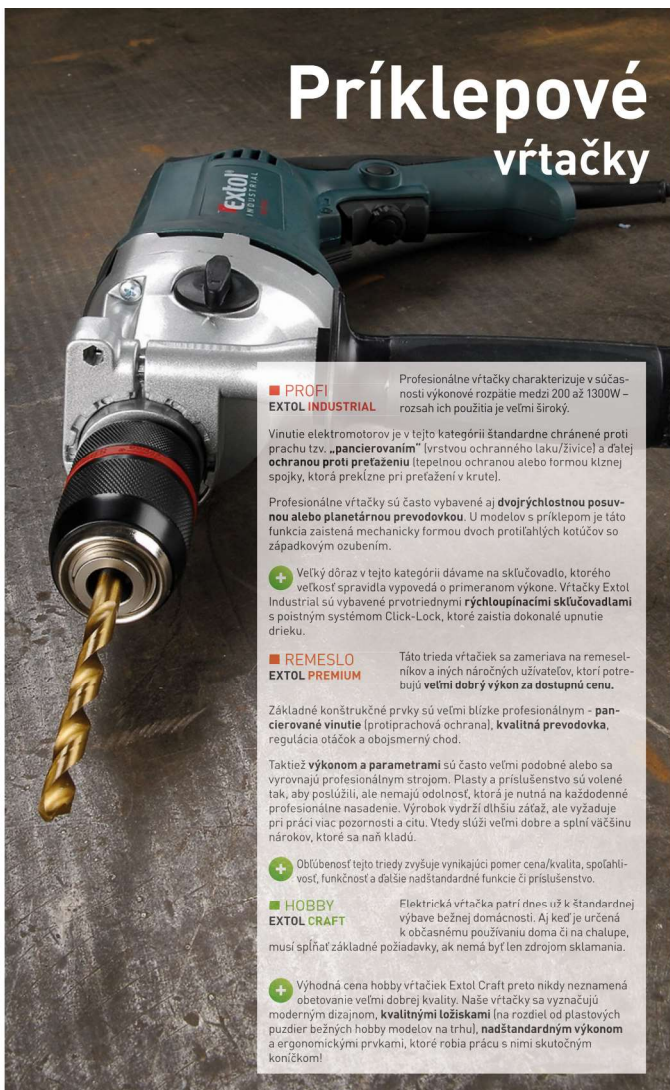 Príklepové
vŕtačky
Extol®
INDUSTRIAL
■ PROFI
EXTOL INDUSTRIAL
Profesionálne vŕtačky charakterizuje v súčas-
nosti výkonové rozpätie medzi 200 až 1300W –
rozsah ich použitia je veľmi široký.
Vinutie elektromotorov je v tejto kategórii štandardne chránené proti
prachu tzv. „pancierovaním“ (vrstvou ochranného laku/živice) a ďalej
ochranou proti preťaženiu (tepelnou ochranou alebo formou klznej
spojky, ktorá prekĺzne pri preťažení v krute).
Profesionálne vŕtačky sú často vybavené aj dvojrýchlostnou posuv-
nou alebo planetárnou prevodovkou. U modelov s príklepom je táto
funkcia zaistená mechanicky formou dvoch protiľahlých kotúčov so
západkovým ozubením.
Veľký dôraz v tejto kategórii dávame na skľučovadlo, ktorého
veľkosť spravidla vypovedá o primeranom výkone. Vŕtačky Extol
Industrial sú vybavené prvotriednymi rýchloupínacími skľučovadlami
s poistným systémom Click-Lock, ktoré zaistia dokonalé upnutie
drieku.
■ REMESLO
EXTOL PREMIUM
Táto trieda vŕtačiek sa zameriava na remesel-
níkov a iných náročných užívateľov, ktorí potre-
bujú veľmi dobrý výkon za dostupnú cenu.
Základné konštrukčné prvky sú veľmi blízke profesionálnym - pan-
cierované vinutie (protiprachová ochrana), kvalitná prevodovka,
regulácia otáčok a obojsmerný chod.
Taktiež výkonom a parametrami sú často veľmi podobné alebo sa
vyrovnajú profesionálnym strojom. Plasty a príslušenstvo sú volené
tak, aby poslúžili, ale nemajú odolnosť, ktorá je nutná na každodenné
profesionálne nasadenie. Výrobok vydrží dlhšiu záťaž, ale vyžaduje
pri práci viac pozornosti a citu. Vtedy slúži veľmi dobre a splní väčšinu
nárokov, ktoré sa naň kladú.
Obľúbenosť tejto triedy zvyšuje vynikajúci pomer cena/kvalita, spoľahli-
vosť, funkčnosť a ďalšie nadštandardné funkcie či príslušenstvo.
■ HOBBY
EXTOL CRAFT
Elektrická vŕtačka patrí dnes už k štandardnej
výbave bežnej domácnosti. Aj keď je určená
k občasnému používaniu doma či na chalupe,
musí spĺňať základné požiadavky, ak nemá byť len zdrojom sklamania.
Výhodná cena hobby vŕtačiek Extol Craft preto nikdy neznamená
obetovanie veľmi dobrej kvality. Naše vŕtačky sa vyznačujú
moderným dizajnom, kvalitnými ložiskami (na rozdiel od plastových
puzdier bežných hobby modelov na trhu), nadštandardným výkonom
a ergonomickými prvkami, ktoré robia prácu s nimi skutočným
koníčkom!